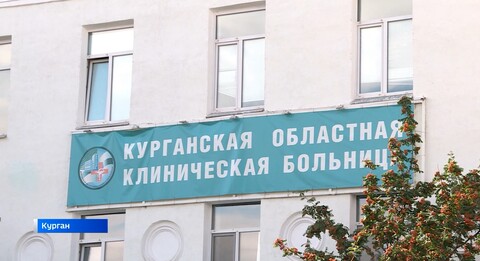 КУРГАНСКАЯ ОБЛАСТНАЯ
КЛИНИЧЕСКАЯ БОЛЬНИЦ
Курган